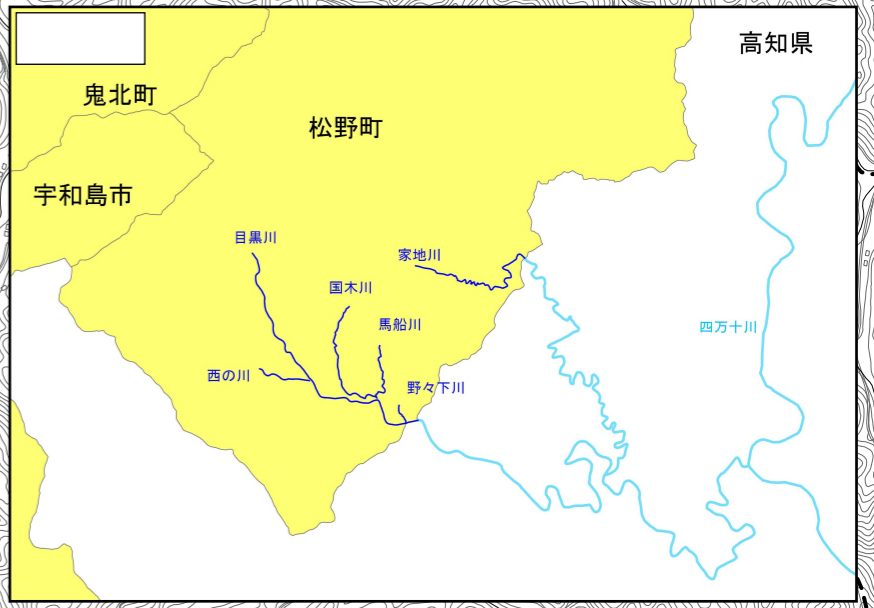 高知県
鬼北町
松野町
宇和島市
目黒川
家地川
国木川
馬船川
四万十川
西の川
野々下川